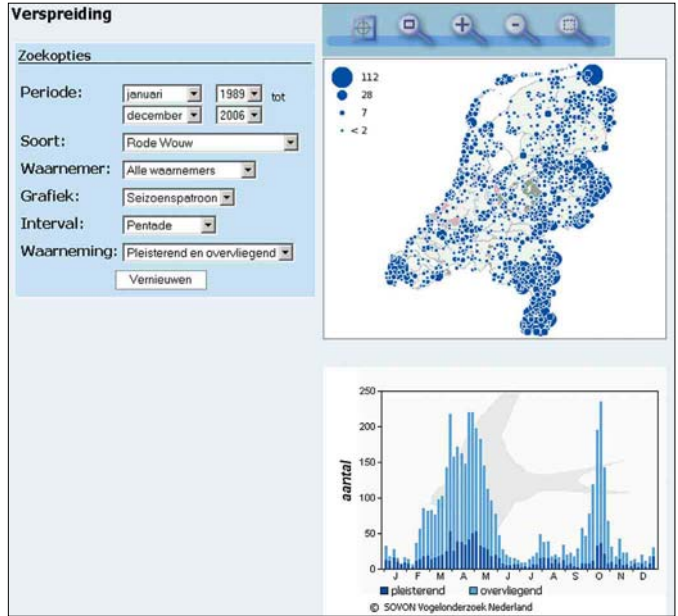 Verspreiding
Zoekopties
Periode: januari 1989 tot
december 2006
Soort: Rode Wouw
Waarnemer: Alle waarnemers
Grafiek: Seizoenspatroon
Interval: Pentade
Waarneming: Pleisterend en overvliegend
Vernieuwen
112
28
7
< 2
250
200
150
100
50
0
aantal
J F M A M J J A S O N D
pleisterend overvliegend
© SOVON Vogelonderzoek Nederland